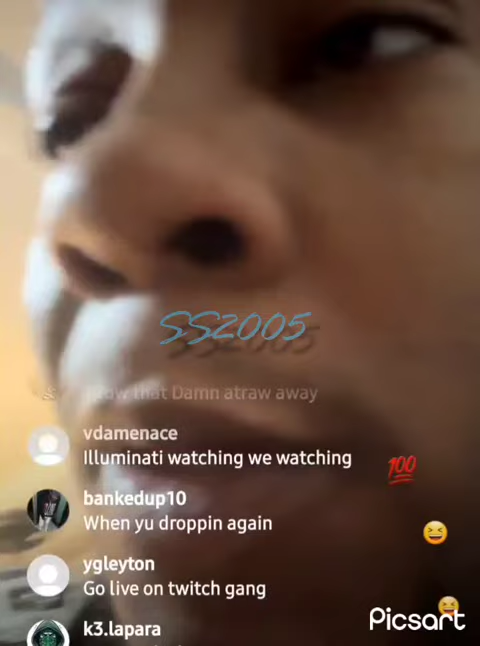 SS2005
that Damn atraw away
vdamenace
Illuminati watching we watching
100
bankedup10
When yu droppin again
ygleyton
Go live on twitch gang
k3.lapara
Picsart